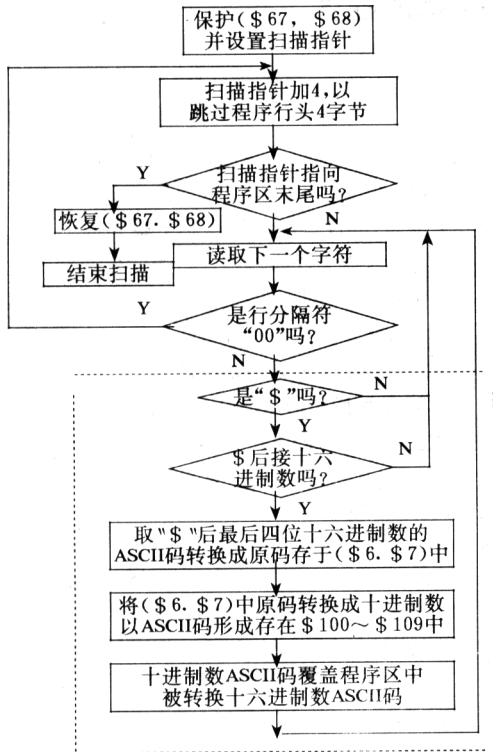 保护($67, $68)
并设置扫描指针
扫描指针加4,以
跳过程序行头4字节
Y
扫描指针指向
程序区末尾吗?
N
恢复($67.$68)
读取下一个字符
结束扫描
Y
是行分隔符
“00”吗?
N
是“$”吗?
N
Y
$后接十六
进制数吗?
N
Y
取"$"后最后四位十六进制数的
ASCII码转换成原码存于($6.$7)中
将($6.$7)中原码转换成十进制数
以ASCII码形成存在$100~$109中
十进制数ASCII码覆盖程序区中
被转换十六进制数ASCII码